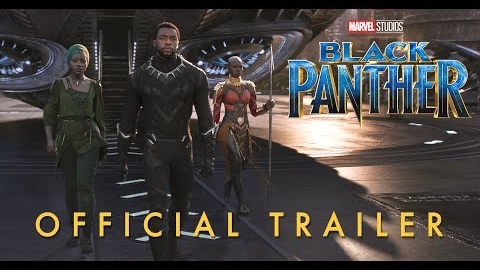 MARVEL STUDIOS
BLACK
PANTHER
OFFICIAL TRAILER